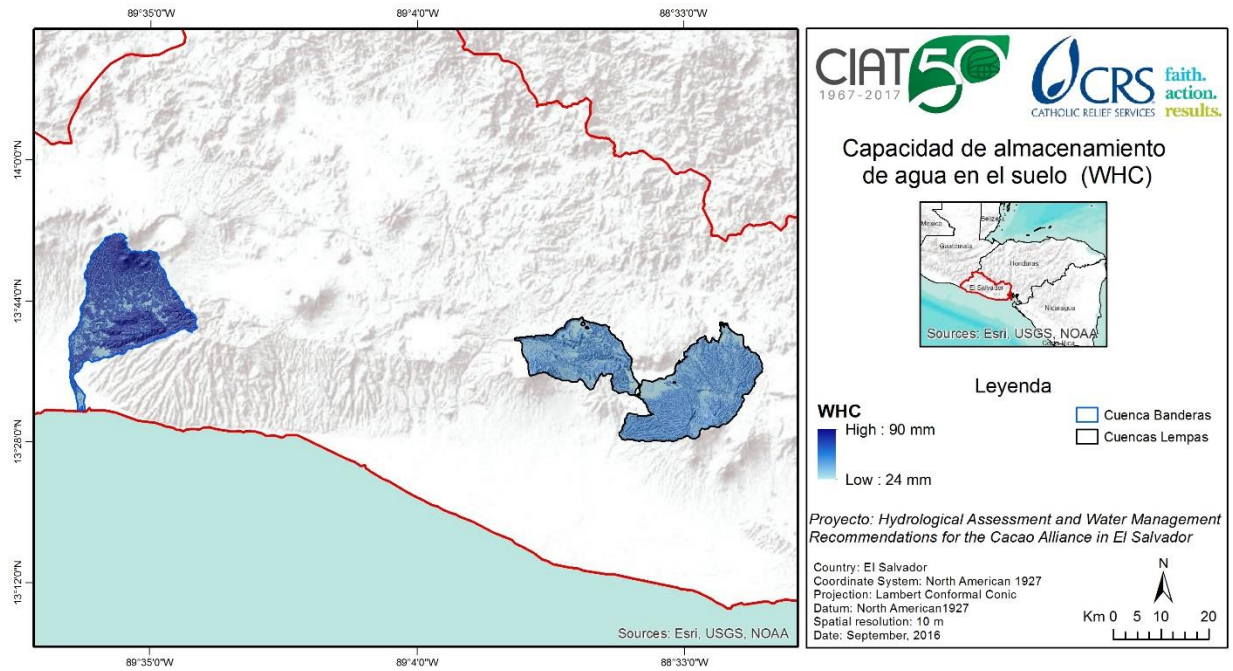 89°35'0"W
89°4'0"W
88°33'0"W
14°0'0"N
13°44'0"N
13°28'0"N
13°12'0"N
Sources: Esri, USGS, NOAA
89°35'0"W
89°4'0"W
88°33'0"W
CIAT 50
1967-2017
CRS
CATHOLIC RELIEF SERVICES
faith.
action.
results.
Capacidad de almacenamiento
de agua en el suelo (WHC)
Mexico
Belize
Guatemala
Honduras
El Salvador
Nicaragua
Sources: Esri, USGS, NOAA
Costa Rica
Leyenda
WHC
High : 90 mm
Low : 24 mm
Cuenca Banderas
Cuencas Lempas
Proyecto: Hydrological Assessment and Water Management
Recommendations for the Cacao Alliance in El Salvador
Country: El Salvador
Coordinate System: North American 1927
Projection: Lambert Conformal Conic
Datum: North American1927
Spatial resolution: 10 m
Date: September, 2016
N
Km 0 5 10 20